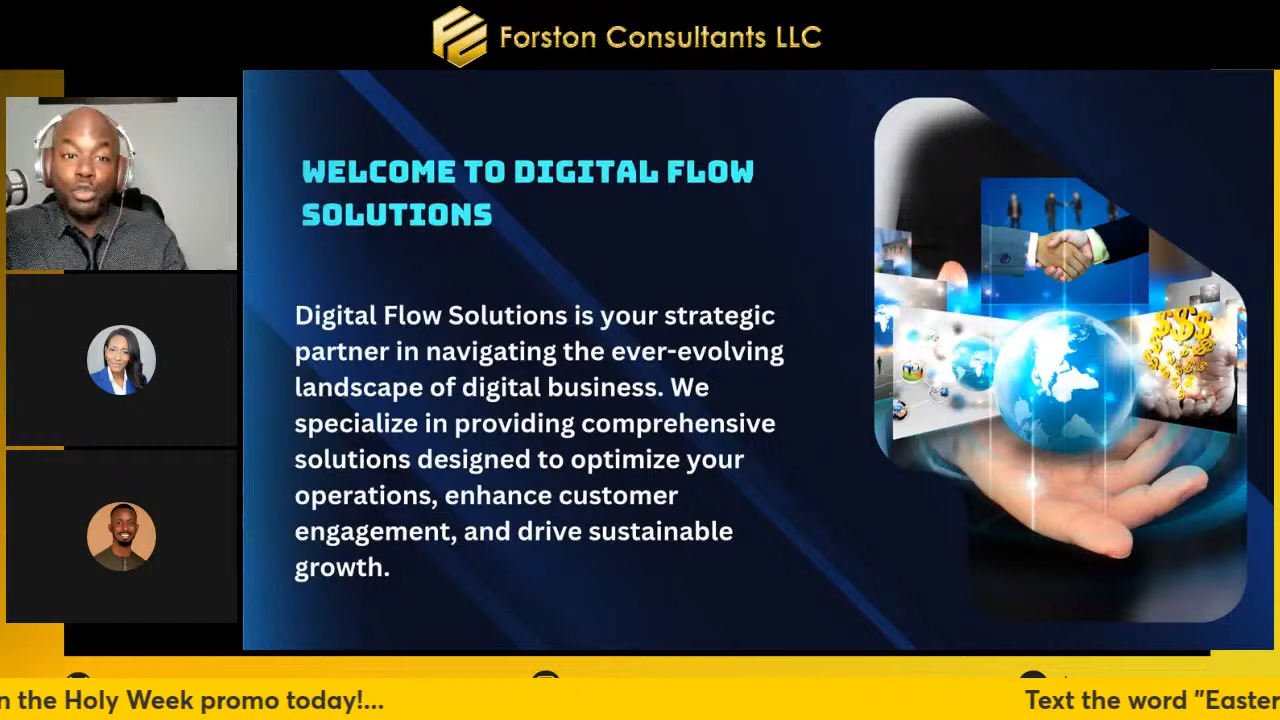 Forston Consultants LLC
WELCOME TO DIGITAL FLOW
SOLUTIONS
Digital Flow Solutions is your strategic
partner in navigating the ever-evolving
landscape of digital business. We
specialize in providing comprehensive
solutions designed to optimize your
operations, enhance customer
engagement, and drive sustainable
growth.
n the Holy Week promo today!... Text the word "Easter